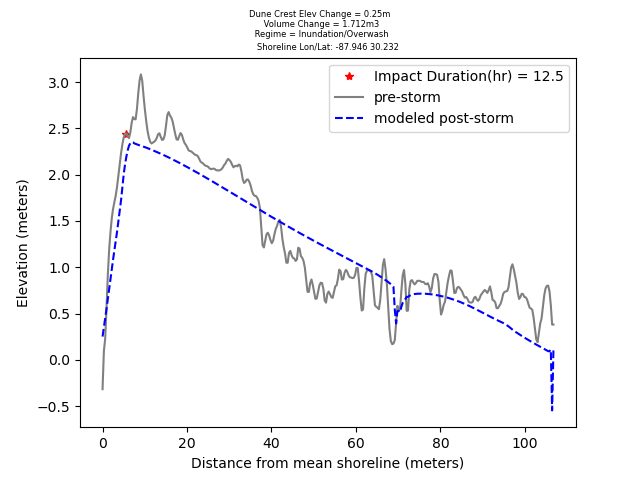 Dune Crest Elev Change = 0.25m
Volume Change = 1.712m3
Regime = Inundation/Overwash
Shoreline Lon/Lat: -87.946 30.232
Impact Duration(hr) = 12.5
pre-storm
modeled post-storm
Elevation (meters)
3.0
2.5
2.0
1.5
1.0
0.5
0.0
−0.5
0 20 40 60 80 100
Distance from mean shoreline (meters)